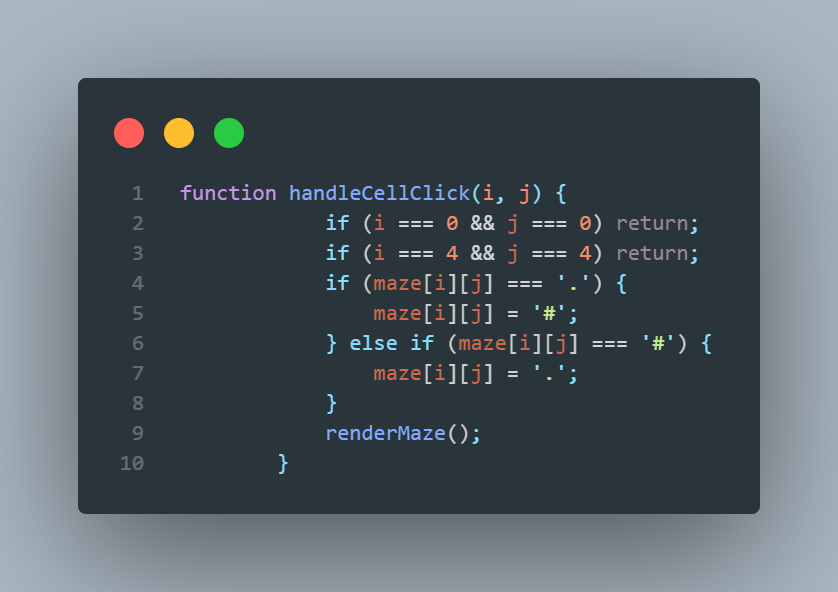 1 function handleCellClick(i, j) {
2             if (i === 0 && j === 0) return;
3             if (i === 4 && j === 4) return;
4             if (maze[i][j] === '.') {
5                 maze[i][j] = '#';
6             } else if (maze[i][j] === '#') {
7                 maze[i][j] = '.';
8             }
9             renderMaze();
10         }